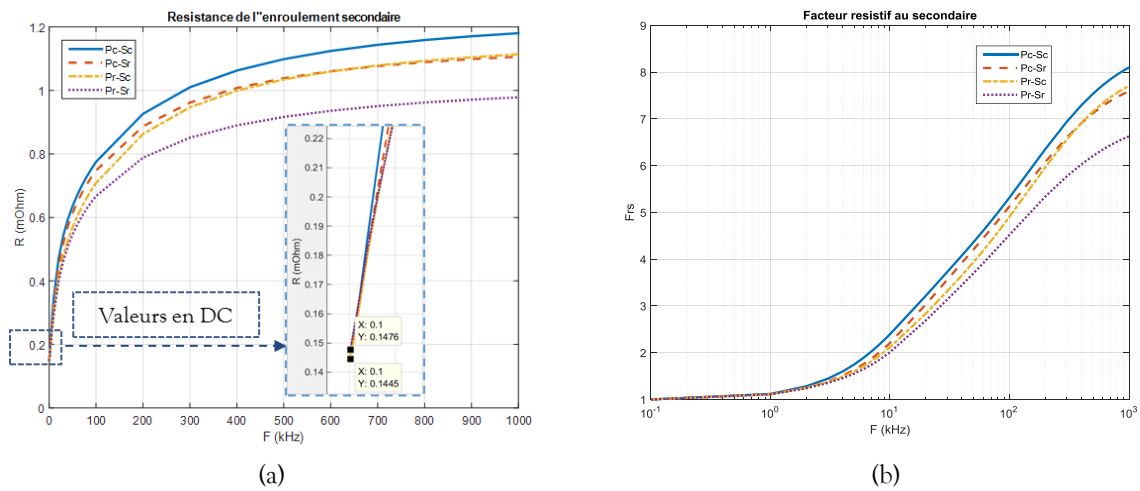 Resistance de l"enroulement secondaire
1.2
1
0.8
0.6
0.4
0.2
0
R (mOhm)
Pc-Sc
Pc-Sr
Pr-Sc
Pr-Sr
Valeurs en DC
0.22
0.21
0.2
0.19
0.18
0.17
0.16
0.15
0.14
R (mOhm)
X: 0.1
Y: 0.1476
X: 0.1
Y: 0.1445
0 100 200 300 400 500 600 700 800 900 1000
F (kHz)
(a)
Facteur resistif au secondaire
9
8
7
6
5
4
3
2
1
Frs
Pc-Sc
Pc-Sr
Pr-Sc
Pr-Sr
10-1 100 101 102 103
F (kHz)
(b)